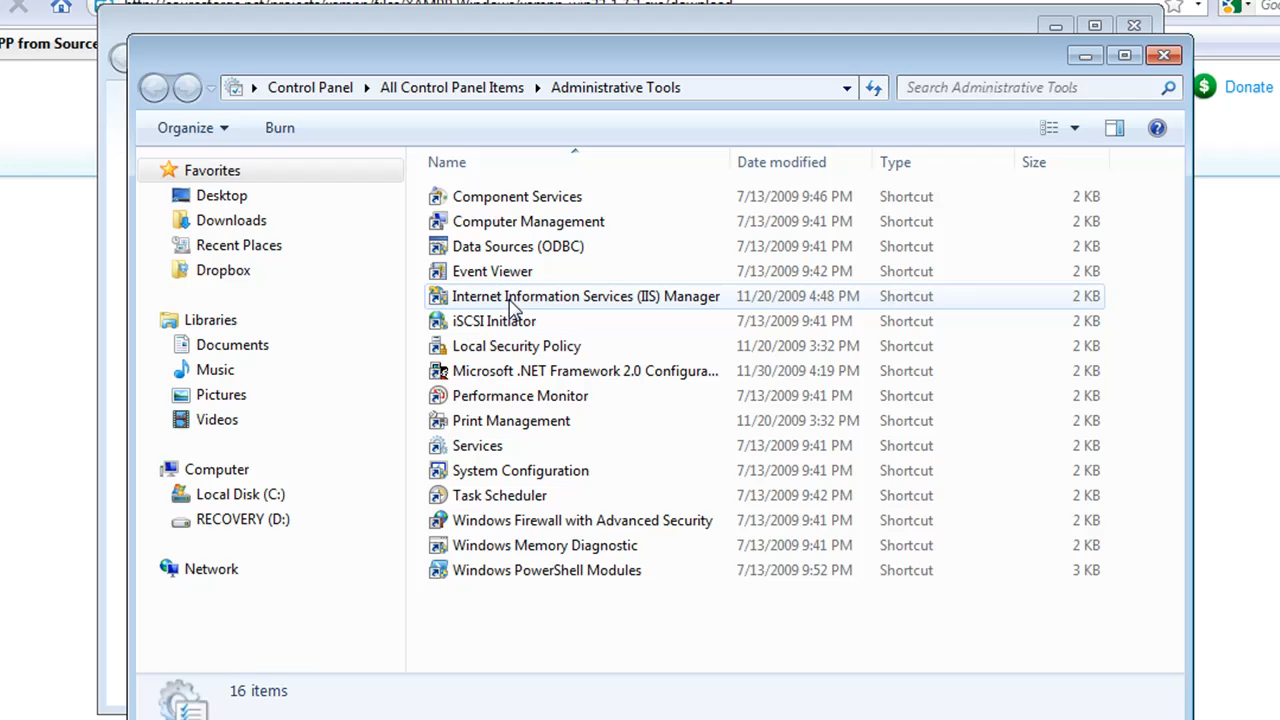 PP from Source
Donate
Control Panel All Control Panel Items Administrative Tools
Search Administrative Tools
Organize Burn
Name Date modified Type Size
Favorites
Desktop
Downloads
Recent Places
Dropbox
Libraries
Documents
Music
Pictures
Videos
Computer
Local Disk (C:)
RECOVERY (D:)
Network
Component Services 7/13/2009 9:46 PM Shortcut 2 KB
Computer Management 7/13/2009 9:41 PM Shortcut 2 KB
Data Sources (ODBC) 7/13/2009 9:41 PM Shortcut 2 KB
Event Viewer 7/13/2009 9:42 PM Shortcut 2 KB
Internet Information Services (IIS) Manager 11/20/2009 4:48 PM Shortcut 2 KB
iSCSI Initiator 7/13/2009 9:41 PM Shortcut 2 KB
Local Security Policy 11/20/2009 3:32 PM Shortcut 2 KB
Microsoft .NET Framework 2.0 Configura... 11/30/2009 4:19 PM Shortcut 2 KB
Performance Monitor 7/13/2009 9:41 PM Shortcut 2 KB
Print Management 11/20/2009 3:32 PM Shortcut 2 KB
Services 7/13/2009 9:41 PM Shortcut 2 KB
System Configuration 7/13/2009 9:41 PM Shortcut 2 KB
Task Scheduler 7/13/2009 9:42 PM Shortcut 2 KB
Windows Firewall with Advanced Security 7/13/2009 9:41 PM Shortcut 2 KB
Windows Memory Diagnostic 7/13/2009 9:41 PM Shortcut 2 KB
Windows PowerShell Modules 7/13/2009 9:52 PM Shortcut 3 KB
16 items